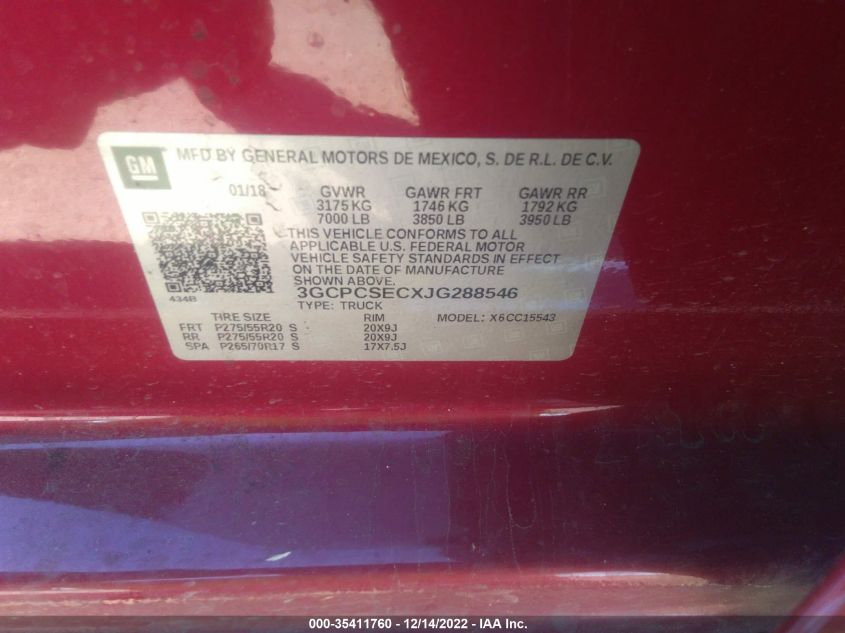 GM
MFD BY GENERAL MOTORS DE MEXICO, S. DE R.L. DE C.V.
01/18 GVWR GAWR FRT GAWR RR
3175 KG 1746 KG 1792 KG
7000 LB 3850 LB 3950 LB
THIS VEHICLE CONFORMS TO ALL
APPLICABLE U.S. FEDERAL MOTOR
VEHICLE SAFETY STANDARDS IN EFFECT
ON THE DATE OF MANUFACTURE
SHOWN ABOVE.
434B 3GCPCSECXJG288546
TYPE: TRUCK
TIRE SIZE RIM MODEL: X6CC15543
FRT P275/55R20 S 20X9J
RR P275/55R20 S 20X9J
SPA P265/70R17 S 17X7.5J
000-35411760 - 12/14/2022 - IAA Inc.